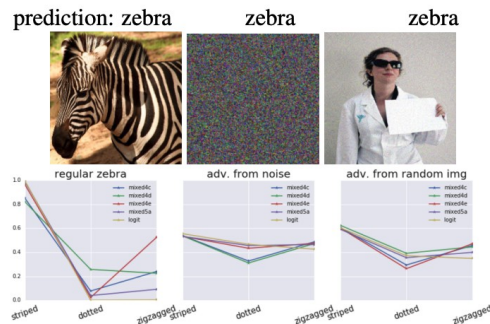 prediction: zebra zebra zebra
regular zebra adv. from noise adv. from random img
1.0
0.8
0.6
0.4
0.2
0.0
mixed4c
mixed4d
mixed4e
mixed5a
logit
mixed4c
mixed4d
mixed4e
mixed5a
logit
mixed4c
mixed4d
mixed4e
mixed5a
logit
striped dotted zigzagged striped dotted zigzagged striped dotted zigzagged